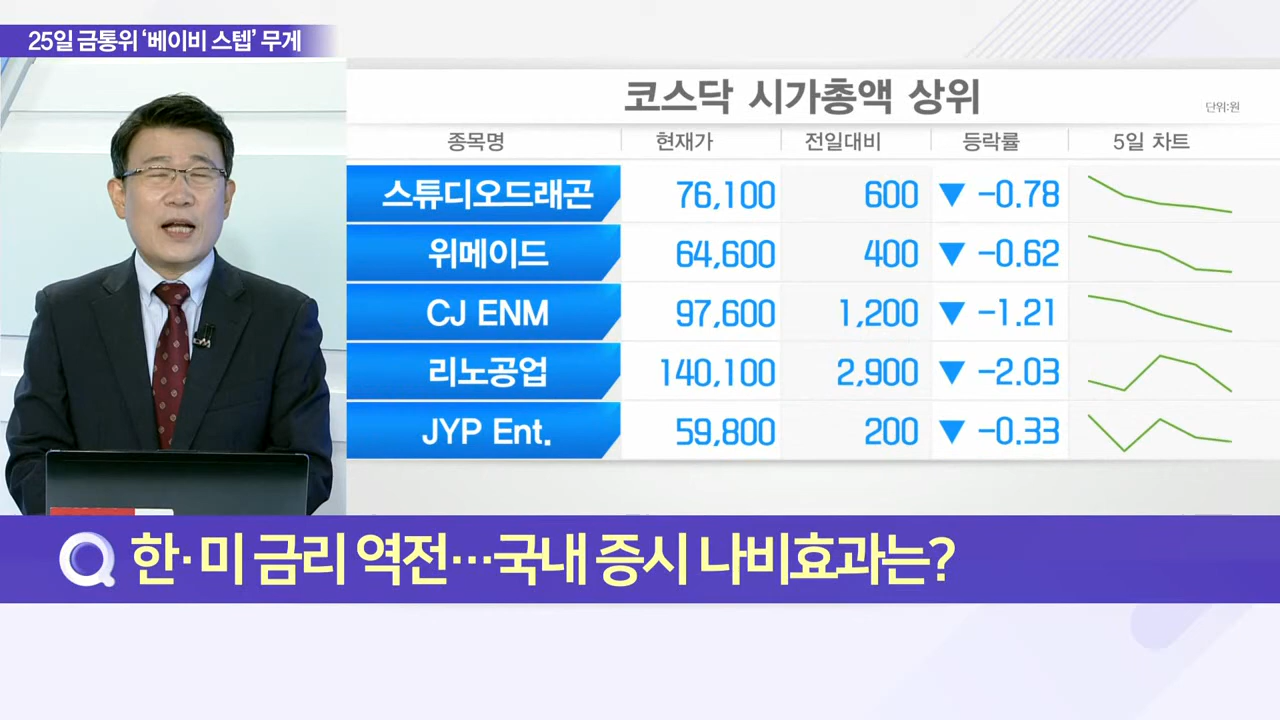 25일 금통위 ‘베이비 스텝’ 무게
코스닥 시가총액 상위
단위:원
종목명 현재가 전일대비 등락률 5일 차트
스튜디오드래곤 76,100 600 ▼ -0.78
위메이드 64,600 400 ▼ -0.62
CJ ENM 97,600 1,200 ▼ -1.21
리노공업 140,100 2,900 ▼ -2.03
JYP Ent. 59,800 200 ▼ -0.33
Q 한·미 금리 역전…국내 증시 나비효과는?